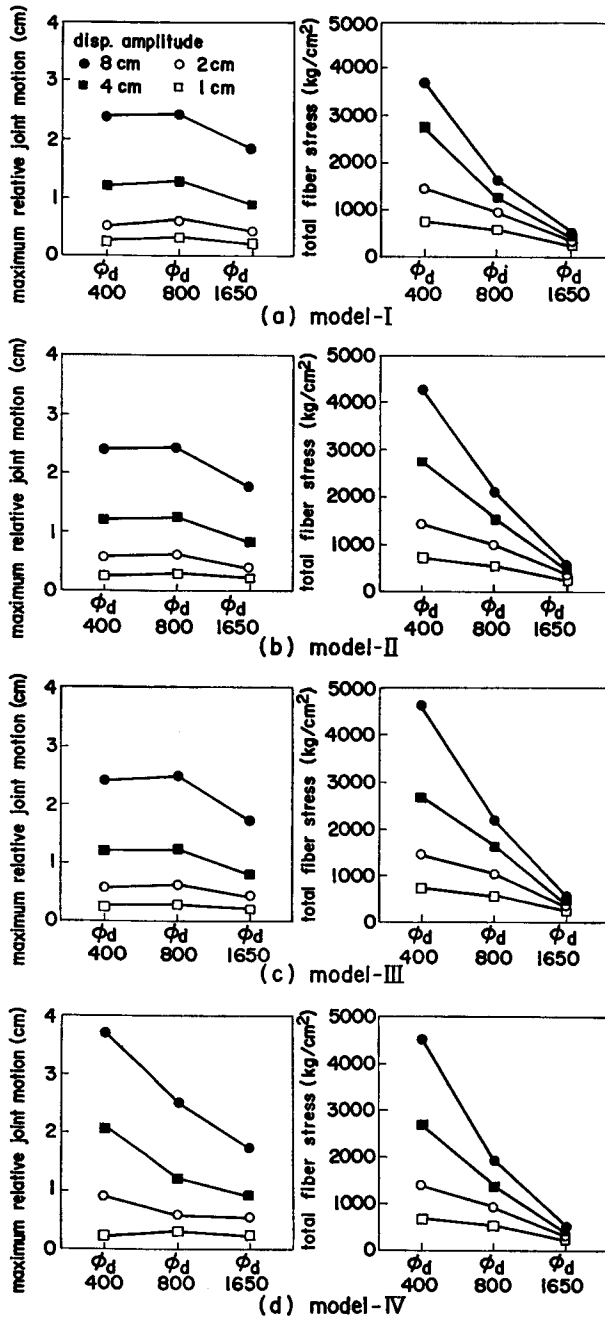 maximum relative joint motion (cm)
4
3
2
1
0
disp. amplitude
● 8 cm ○ 2cm
■ 4 cm □ 1 cm
ϕd ϕd ϕd
400 800 1650
total fiber stress (kg/cm²)
5000
4000
3000
2000
1000
0
ϕd ϕd ϕd
400 800 1650
(a) model-I
maximum relative joint motion (cm)
4
3
2
1
0
ϕd ϕd ϕd
400 800 1650
total fiber stress (kg/cm²)
5000
4000
3000
2000
1000
0
ϕd ϕd ϕd
400 800 1650
(b) model-II
maximum relative joint motion (cm)
4
3
2
1
0
ϕd ϕd ϕd
400 800 1650
total fiber stress (kg/cm²)
5000
4000
3000
2000
1000
0
ϕd ϕd ϕd
400 800 1650
(c) model-III
maximum relative joint motion (cm)
4
3
2
1
0
ϕd ϕd ϕd
400 800 1650
total fiber stress (kg/cm²)
5000
4000
3000
2000
1000
0
ϕd ϕd ϕd
400 800 1650
(d) model-IV